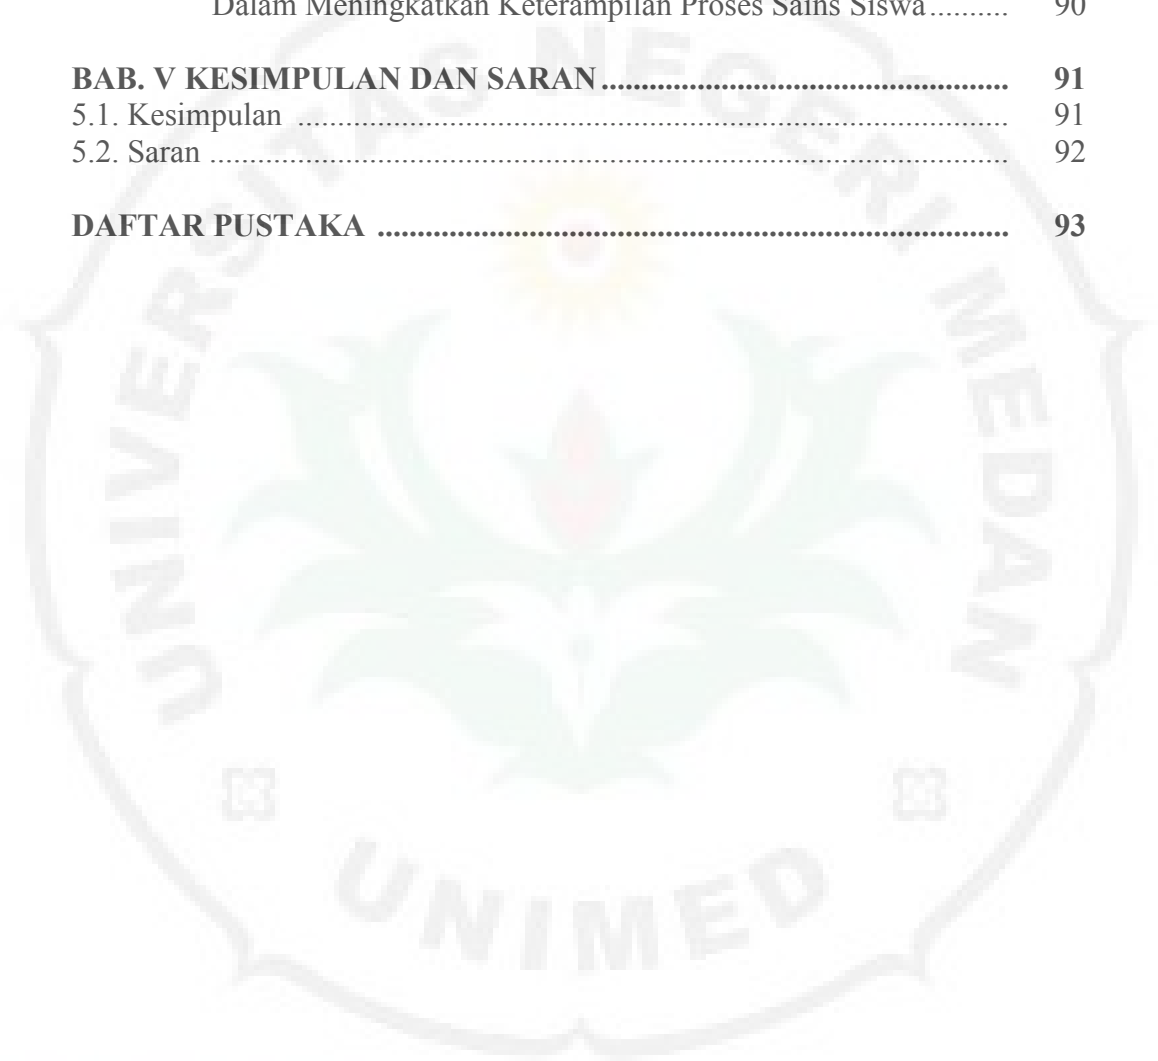 Dalam Meningkatkan Keterampilan Proses Sains Siswa.......... 90
BAB. V KESIMPULAN DAN SARAN................................................... 91
5.1. Kesimpulan ......................................................................................... 91
5.2. Saran .................................................................................................... 92
DAFTAR PUSTAKA ............................................................................... 93
UNIVERSITAS NEGERI MEDAN
UNIMED